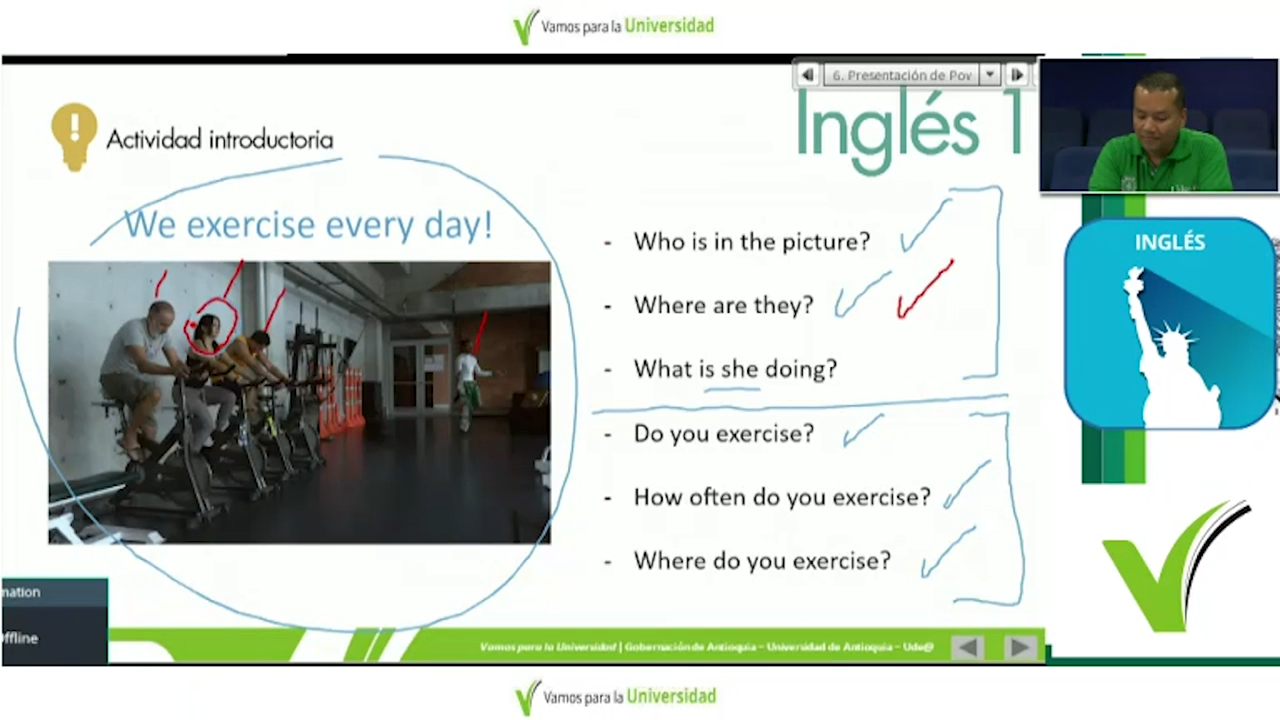 Vamos para la Universidad
6. Presentación de Pov
Inglés 1
Actividad introductoria
We exercise every day!
- Who is in the picture?
- Where are they?
- What is she doing?
- Do you exercise?
- How often do you exercise?
- Where do you exercise?
INGLÉS
mation
ffline
Vamos para la Universidad | Gobernación de Antioquia – Universidad de Antioquia – Ude@
Vamos para la Universidad